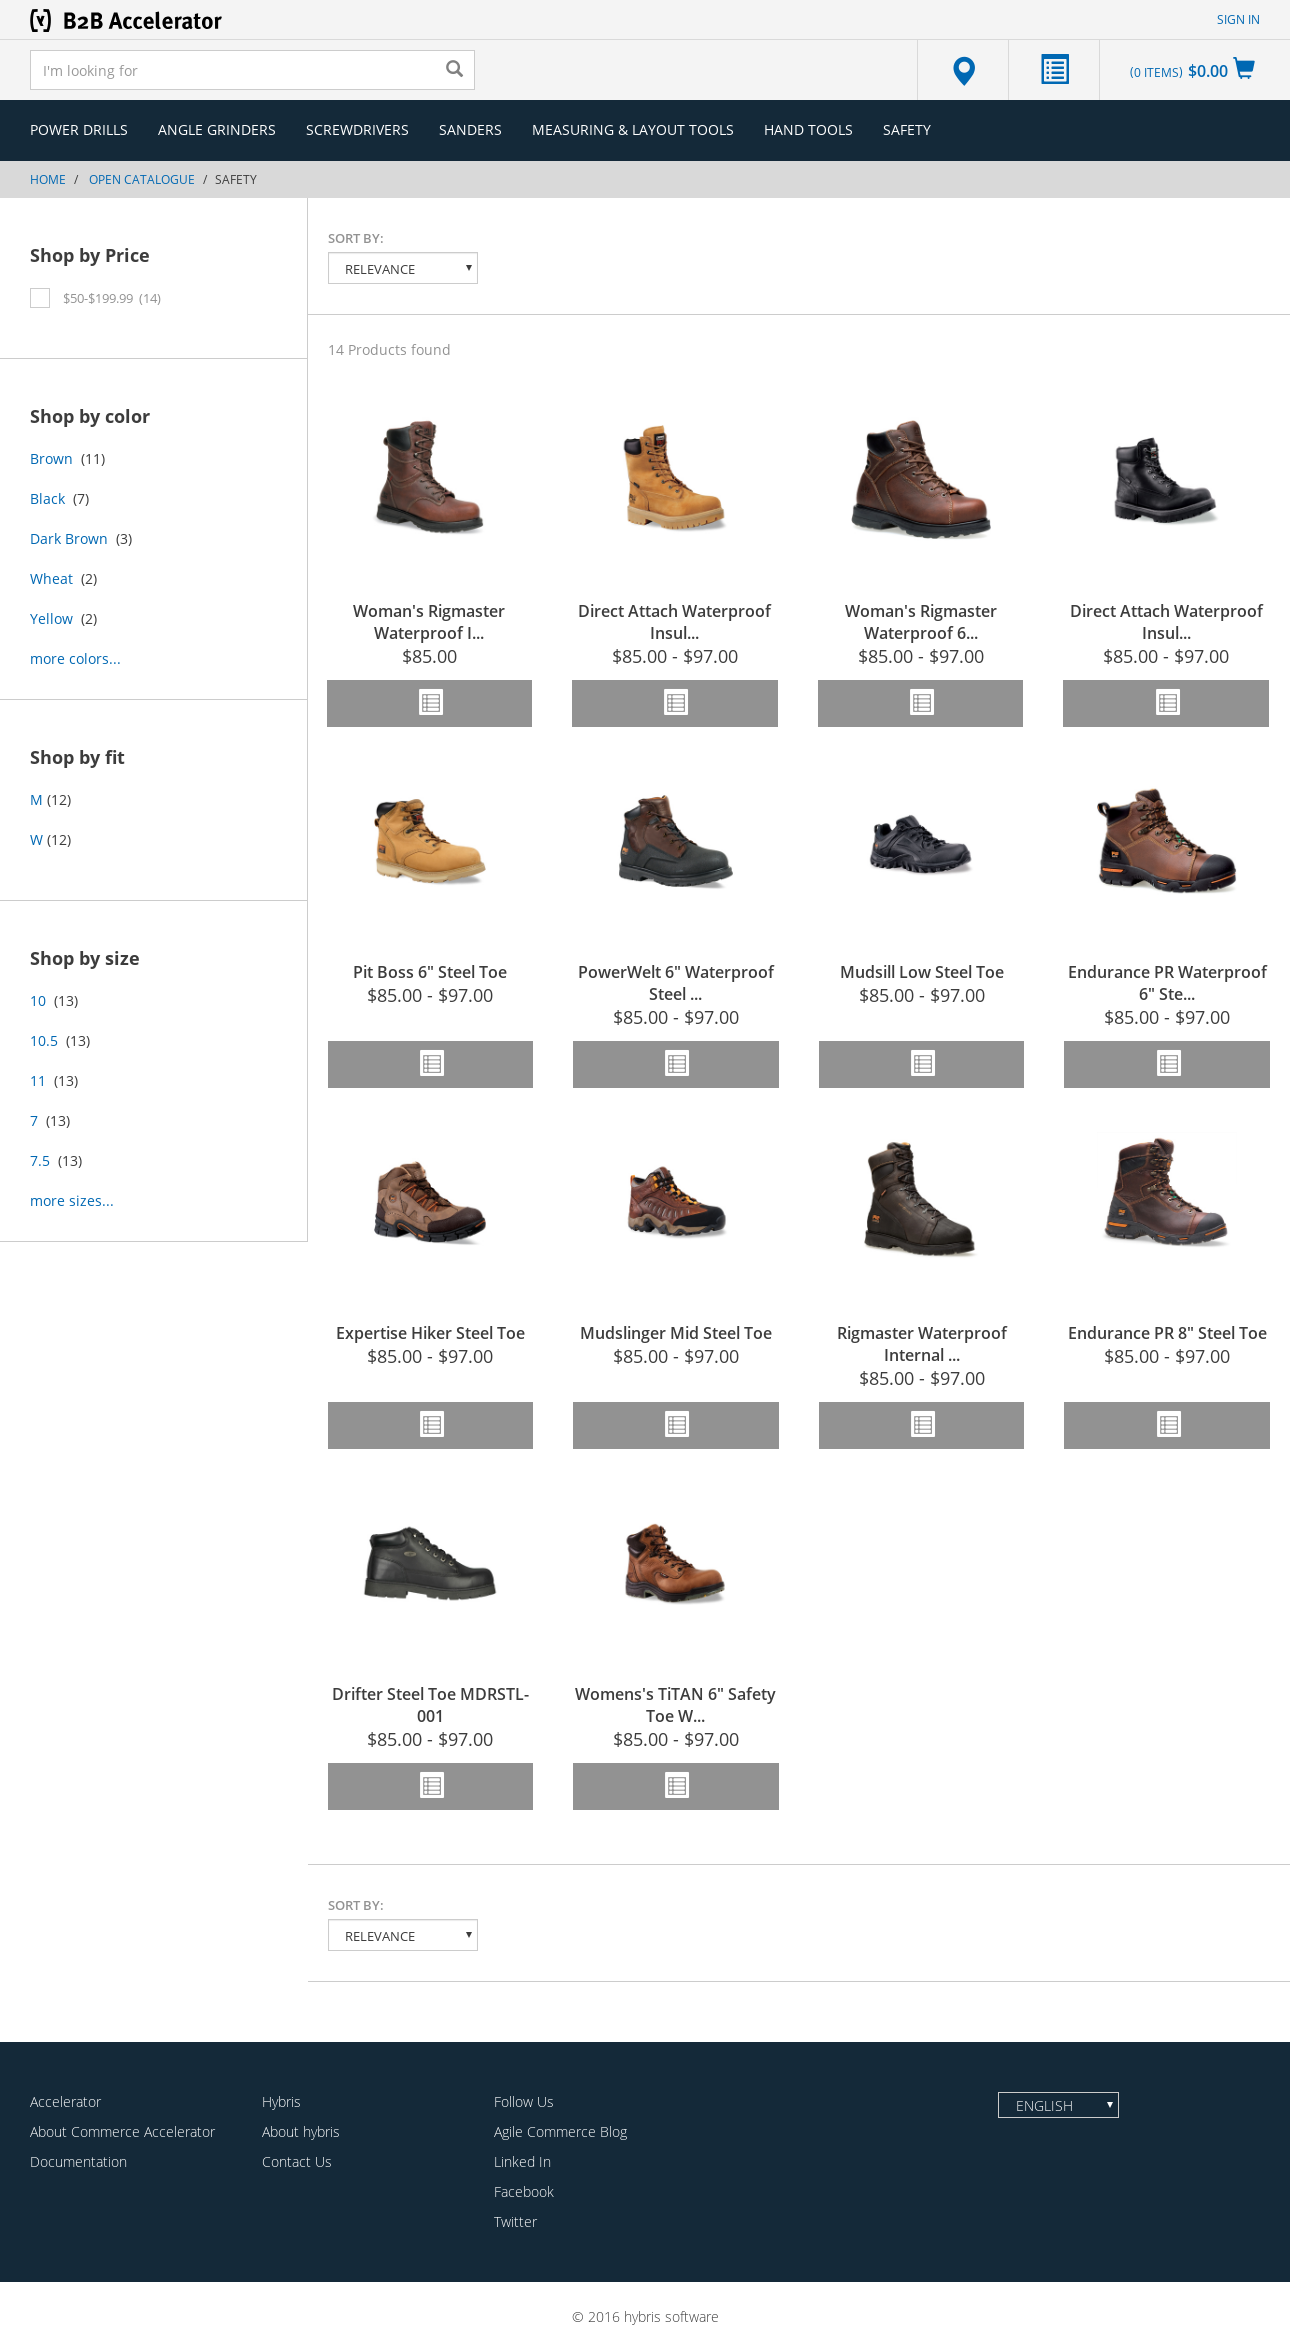 B2B Accelerator
SIGN IN
I'm looking for
(0 ITEMS) $0.00
POWER DRILLS ANGLE GRINDERS SCREWDRIVERS SANDERS MEASURING & LAYOUT TOOLS HAND TOOLS SAFETY
HOME / OPEN CATALOGUE / SAFETY
Shop by Price
$50-$199.99 (14)
Shop by color
Brown (11)
Black (7)
Dark Brown (3)
Wheat (2)
Yellow (2)
more colors...
Shop by fit
M (12)
W (12)
Shop by size
10 (13)
10.5 (13)
11 (13)
7 (13)
7.5 (13)
more sizes...
SORT BY:
RELEVANCE
14 Products found
Woman's Rigmaster
Waterproof I...
$85.00
Direct Attach Waterproof
Insul...
$85.00 - $97.00
Woman's Rigmaster
Waterproof 6...
$85.00 - $97.00
Direct Attach Waterproof
Insul...
$85.00 - $97.00
Pit Boss 6" Steel Toe
$85.00 - $97.00
PowerWelt 6" Waterproof
Steel ...
$85.00 - $97.00
Mudsill Low Steel Toe
$85.00 - $97.00
Endurance PR Waterproof
6" Ste...
$85.00 - $97.00
Expertise Hiker Steel Toe
$85.00 - $97.00
Mudslinger Mid Steel Toe
$85.00 - $97.00
Rigmaster Waterproof
Internal ...
$85.00 - $97.00
Endurance PR 8" Steel Toe
$85.00 - $97.00
Drifter Steel Toe MDRSTL-
001
$85.00 - $97.00
Womens's TiTAN 6" Safety
Toe W...
$85.00 - $97.00
SORT BY:
RELEVANCE
Accelerator
About Commerce Accelerator
Documentation
Hybris
About hybris
Contact Us
Follow Us
Agile Commerce Blog
Linked In
Facebook
Twitter
ENGLISH
© 2016 hybris software